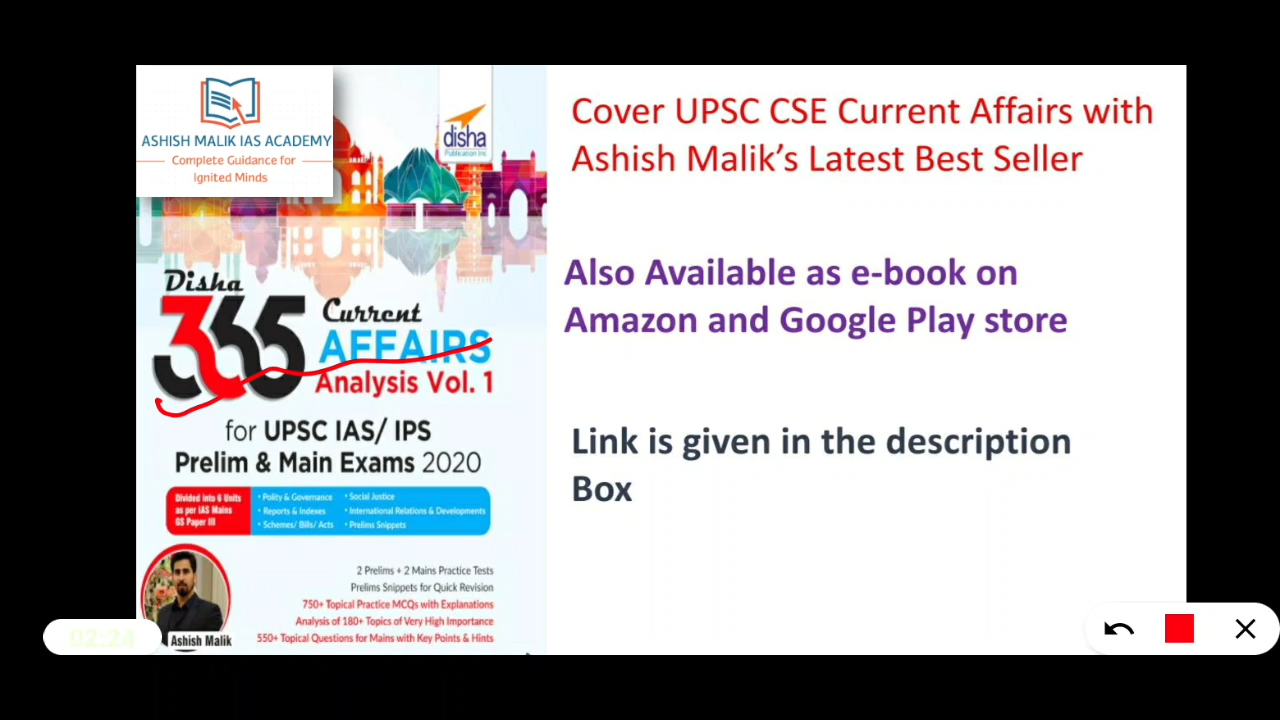 ASHISH MALIK IAS ACADEMY
Complete Guidance for
Ignited Minds
disha
Publication Inc
Disha
365
Current
AFFAIRS
Analysis Vol. 1
for UPSC IAS/ IPS
Prelim & Main Exams 2020
Divided into 6 Units
as per IAS Mains
GS Paper III
• Polity & Governance
• Reports & Indexes
• Schemes/ Bills/ Acts
• Social Justice
• International Relations & Developments
• Prelims Snippets
2 Prelims + 2 Mains Practice Tests
Prelims Snippets for Quick Revision
750+ Topical Practice MCQs with Explanations
Analysis of 180+ Topics of Very High Importance
550+ Topical Questions for Mains with Key Points & Hints
Ashish Malik
02:24
Cover UPSC CSE Current Affairs with
Ashish Malik’s Latest Best Seller
Also Available as e-book on
Amazon and Google Play store
Link is given in the description
Box